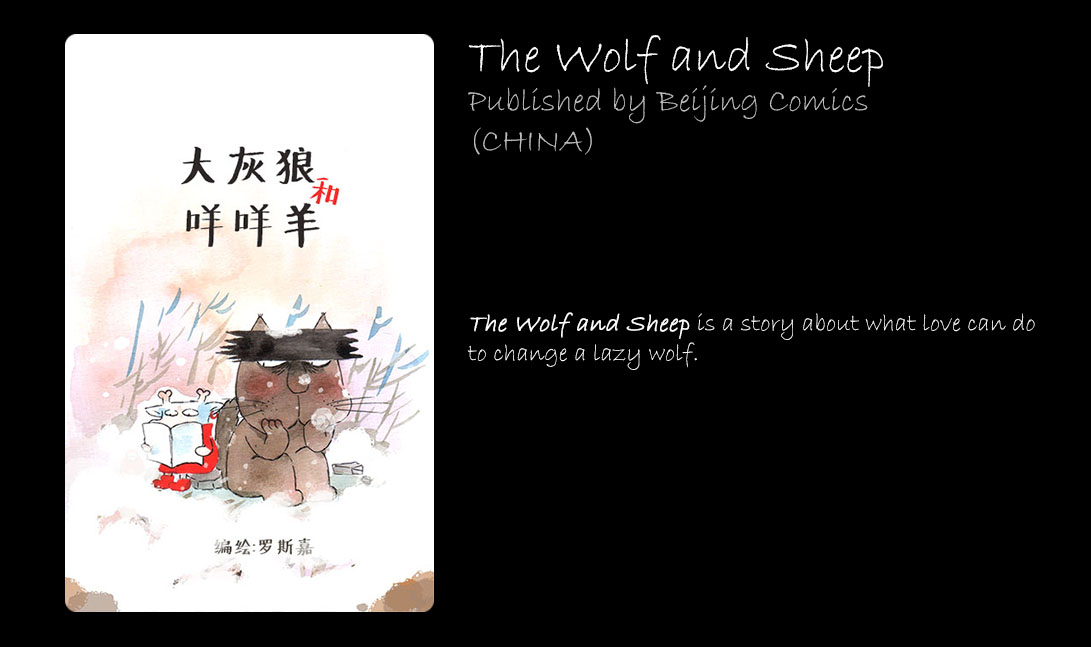 大灰狼
和
咩咩羊
编绘:罗斯嘉
The Wolf and Sheep
Published by Beijing Comics
(CHINA)
The Wolf and Sheep is a story about what love can do
to change a lazy wolf.